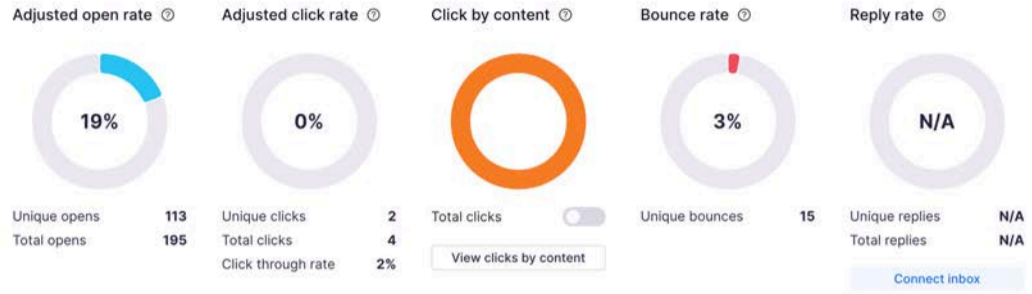 Adjusted open rate
19%
Unique opens 113
Total opens 195
Adjusted click rate
0%
Unique clicks 2
Total clicks 4
Click through rate 2%
Click by content
Total clicks
View clicks by content
Bounce rate
3%
Unique bounces 15
Reply rate
N/A
Unique replies N/A
Total replies N/A
Connect inbox